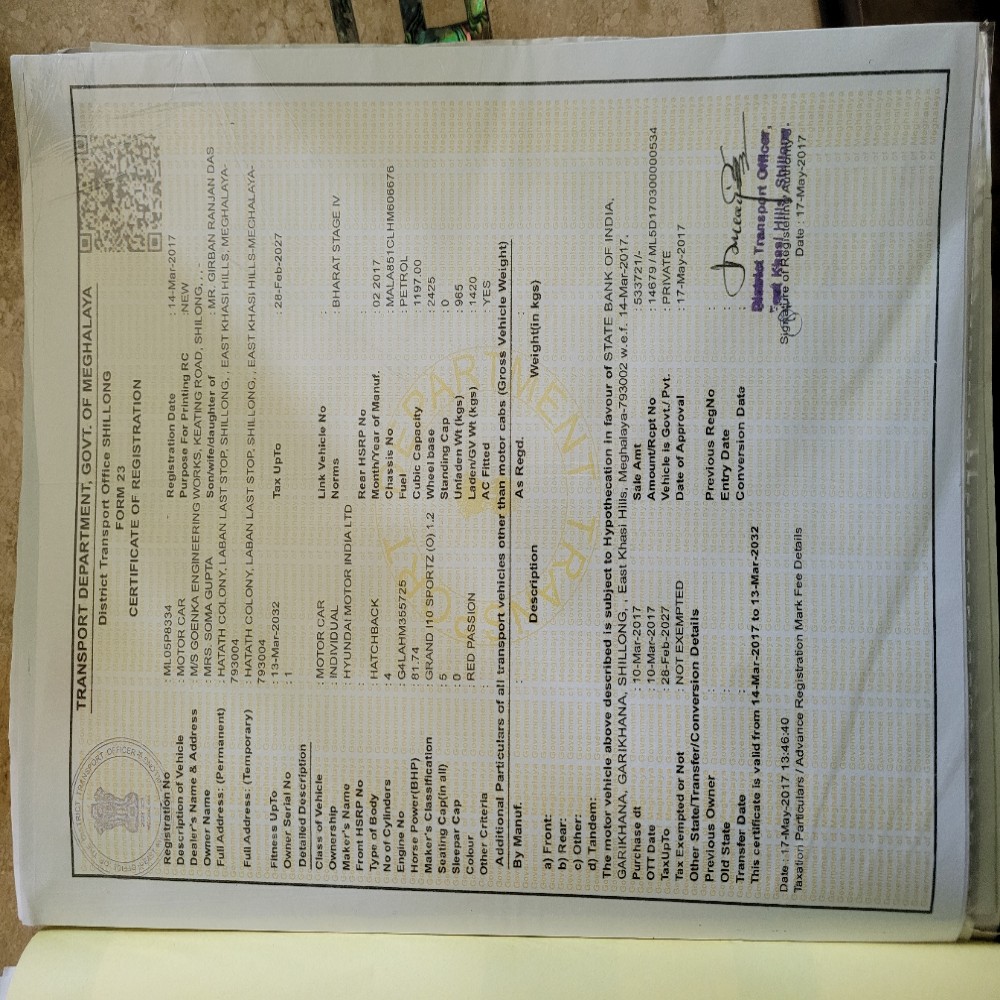 TRANSPORT DEPARTMENT, GOVT. OF MEGHALAYA
District Transport Office SHILLONG
FORM 23
CERTIFICATE OF REGISTRATION
Registration No : ML05P8334 Registration Date : 14-Mar-2017
Description of Vehicle : MOTOR CAR Purpose For Printing RC :NEW
Dealer's Name & Address : M/S GOENKA ENGINEERING WORKS, KEATING ROAD, SHILONG, , , -
Owner Name : MRS. SOMA GUPTA Son/wife/daughter of : MR. GIRBAN RANJAN DAS
Full Address: (Permanent) : HATATH COLONY, LABAN LAST STOP, SHILLONG, , EAST KHASI HILLS, MEGHALAYA-
793004
Full Address: (Temporary) : HATATH COLONY, LABAN LAST STOP, SHILLONG, , EAST KHASI HILLS-MEGHALAYA-
793004
Fitness UpTo : 13-Mar-2032 Tax UpTo : 28-Feb-2027
Owner Serial No : 1
Detailed Description
Class of Vehicle : MOTOR CAR Link Vehicle No :
Ownership : INDIVIDUAL Norms : BHARAT STAGE IV
Maker's Name : HYUNDAI MOTOR INDIA LTD
Front HSRP No : Rear HSRP No :
Type of Body : HATCHBACK Month/Year of Manuf. : 02 2017
No of Cylinders : 4 Chassis No : MALA851CLHM606676
Engine No : G4LAHM355725 Fuel : PETROL
Horse Power(BHP) : 81.74 Cubic Capacity : 1197.00
Maker's Classsification : GRAND I10 SPORTZ (O) 1.2 Wheel base : 2425
Seating Cap(in all) : 5 Standing Cap : 0
Sleepar Cap : 0 Unladen Wt (kgs) : 985
Colour : RED PASSION Laden/GV Wt (kgs) : 1420
Other Criteria : AC Fitted : YES
Additional Particulars of all transport vehicles other than motor cabs (Gross Vehicle Weight)
By Manuf. : As Regd. :
Description Weight(in kgs)
a) Front:
b) Rear:
c) Other:
d) Tandem:
The motor vehicle above described is subject to Hypothecation in favour of STATE BANK OF INDIA,
GARIKHANA, GARIKHANA, SHILLONG, , East Khasi Hills, Meghalaya-793002 w.e.f. 14-Mar-2017.
Purchase dt : 10-Mar-2017 Sale Amt : 533721/-
OTT Date : 10-Mar-2017 Amount/Rcpt No : 14679 / ML5D170300000534
TaxUpTo : 28-Feb-2027 Vehicle is Govt./ Pvt. : PRIVATE
Tax Exempted or Not : NOT EXEMPTED Date of Approval : 17-May-2017
Other State/Transfer/Conversion Details
Previous Owner : Previous RegNo :
Old State : Entry Date :
Transfer Date : Conversion Date :
This certificate is valid from 14-Mar-2017 to 13-Mar-2032
District Transport Officer,
East Khasi Hills, Shillong.
Date :17-May-2017 13:46:40 Signature of Registering Authority.
Taxation Particulars / Advance Registration Mark Fee Details Date : 17-May-2017
TRANSPORT DEPARTMENT